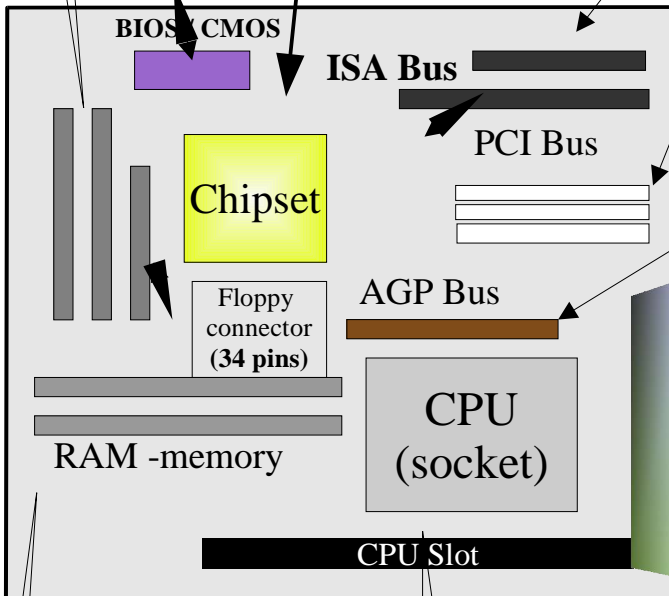 BIOS / CMOS
ISA Bus
PCI Bus
Chipset
Floppy
connector
(34 pins)
AGP Bus
CPU
(socket)
RAM -memory
CPU Slot